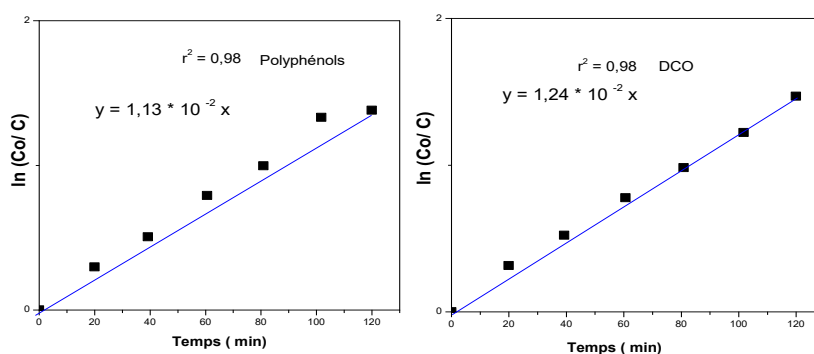 2
r² = 0,98 Polyphénols
y = 1,13 * 10 -2 x
1
ln (Co/ C)
0
0 20 40 60 80 100 120
Temps ( min)
2
r² = 0,98 DCO
y = 1,24 * 10 -2 x
1
ln (Co/ C)
0
0 20 40 60 80 100 120
Temps ( min)